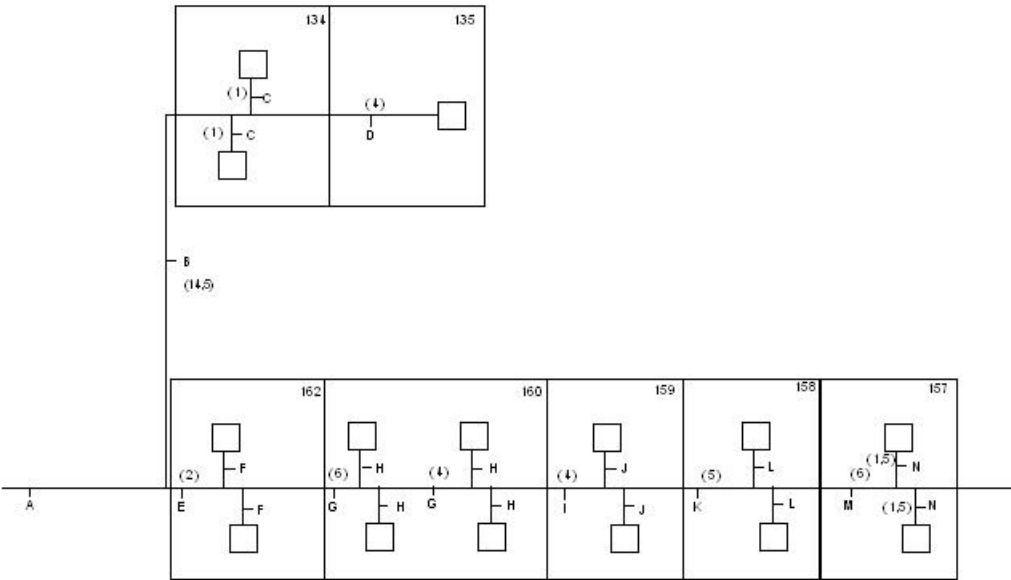 134 135
(1) C
(4)
(1) C D
B
(14,5)
162 160 159 158 157
(2) F (6) H (4) H (4) J (5) L (6) (1,5) N
A E F G H G H I J K L M (1,5) N